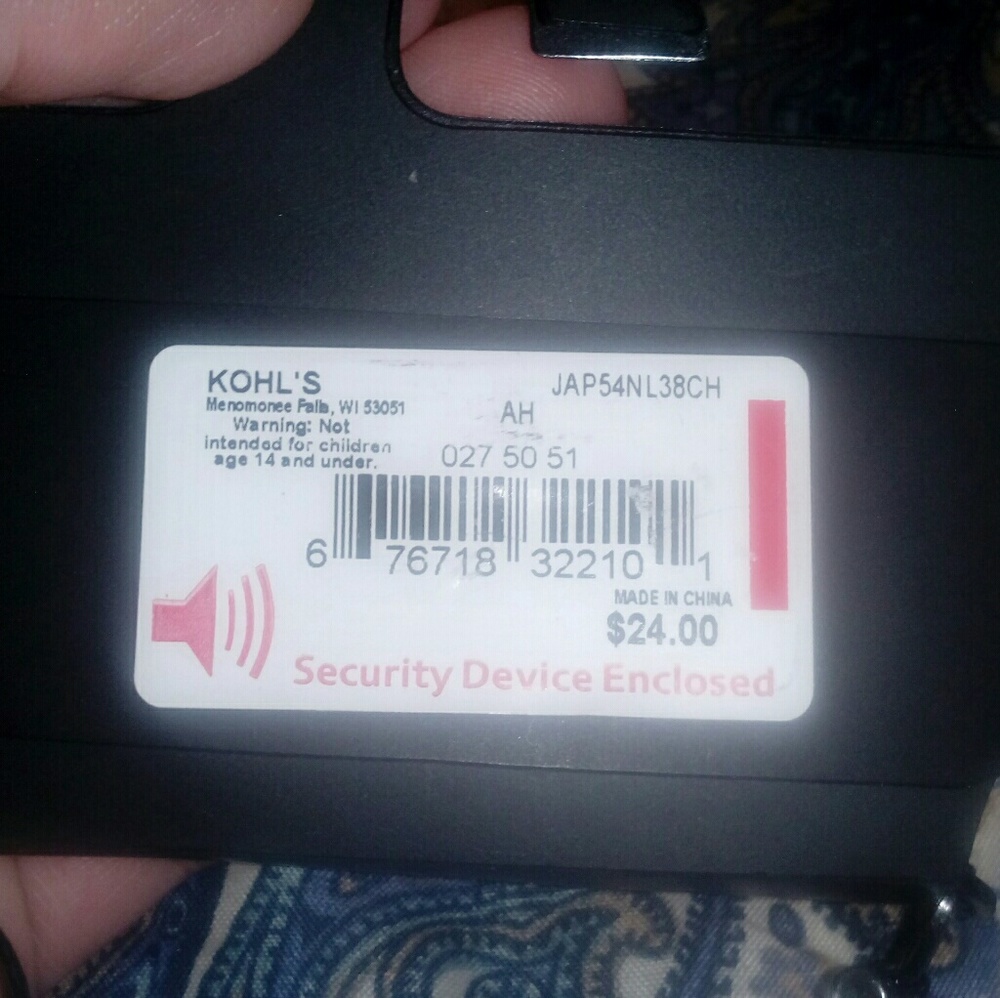 KOHL'S
JAP54NL38CH
Menomonee Falls, WI 53051
AH
Warning: Not
intended for children
age 14 and under.
027 50 51
6 76718 32210 1
MADE IN CHINA
$24.00
Security Device Enclosed